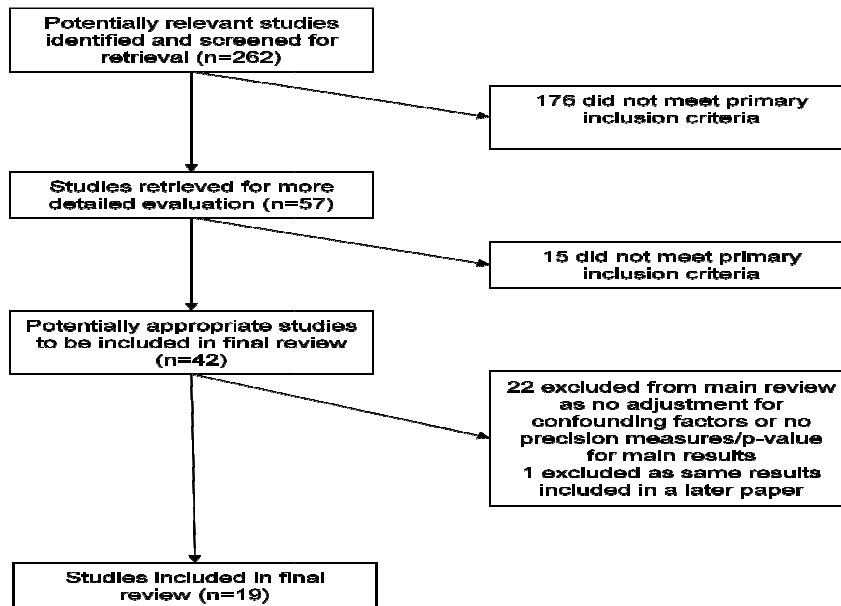 Potentially relevant studies
identified and screened for
retrieval (n=262)
176 did not meet primary
inclusion criteria
Studies retrieved for more
detailed evaluation (n=57)
15 did not meet primary
inclusion criteria
Potentially appropriate studies
to be included in final review
(n=42)
22 excluded from main review
as no adjustment for
confounding factors or no
precision measures/p-value
for main results
1 excluded as same results
included in a later paper
Studies included in final
review (n=19)